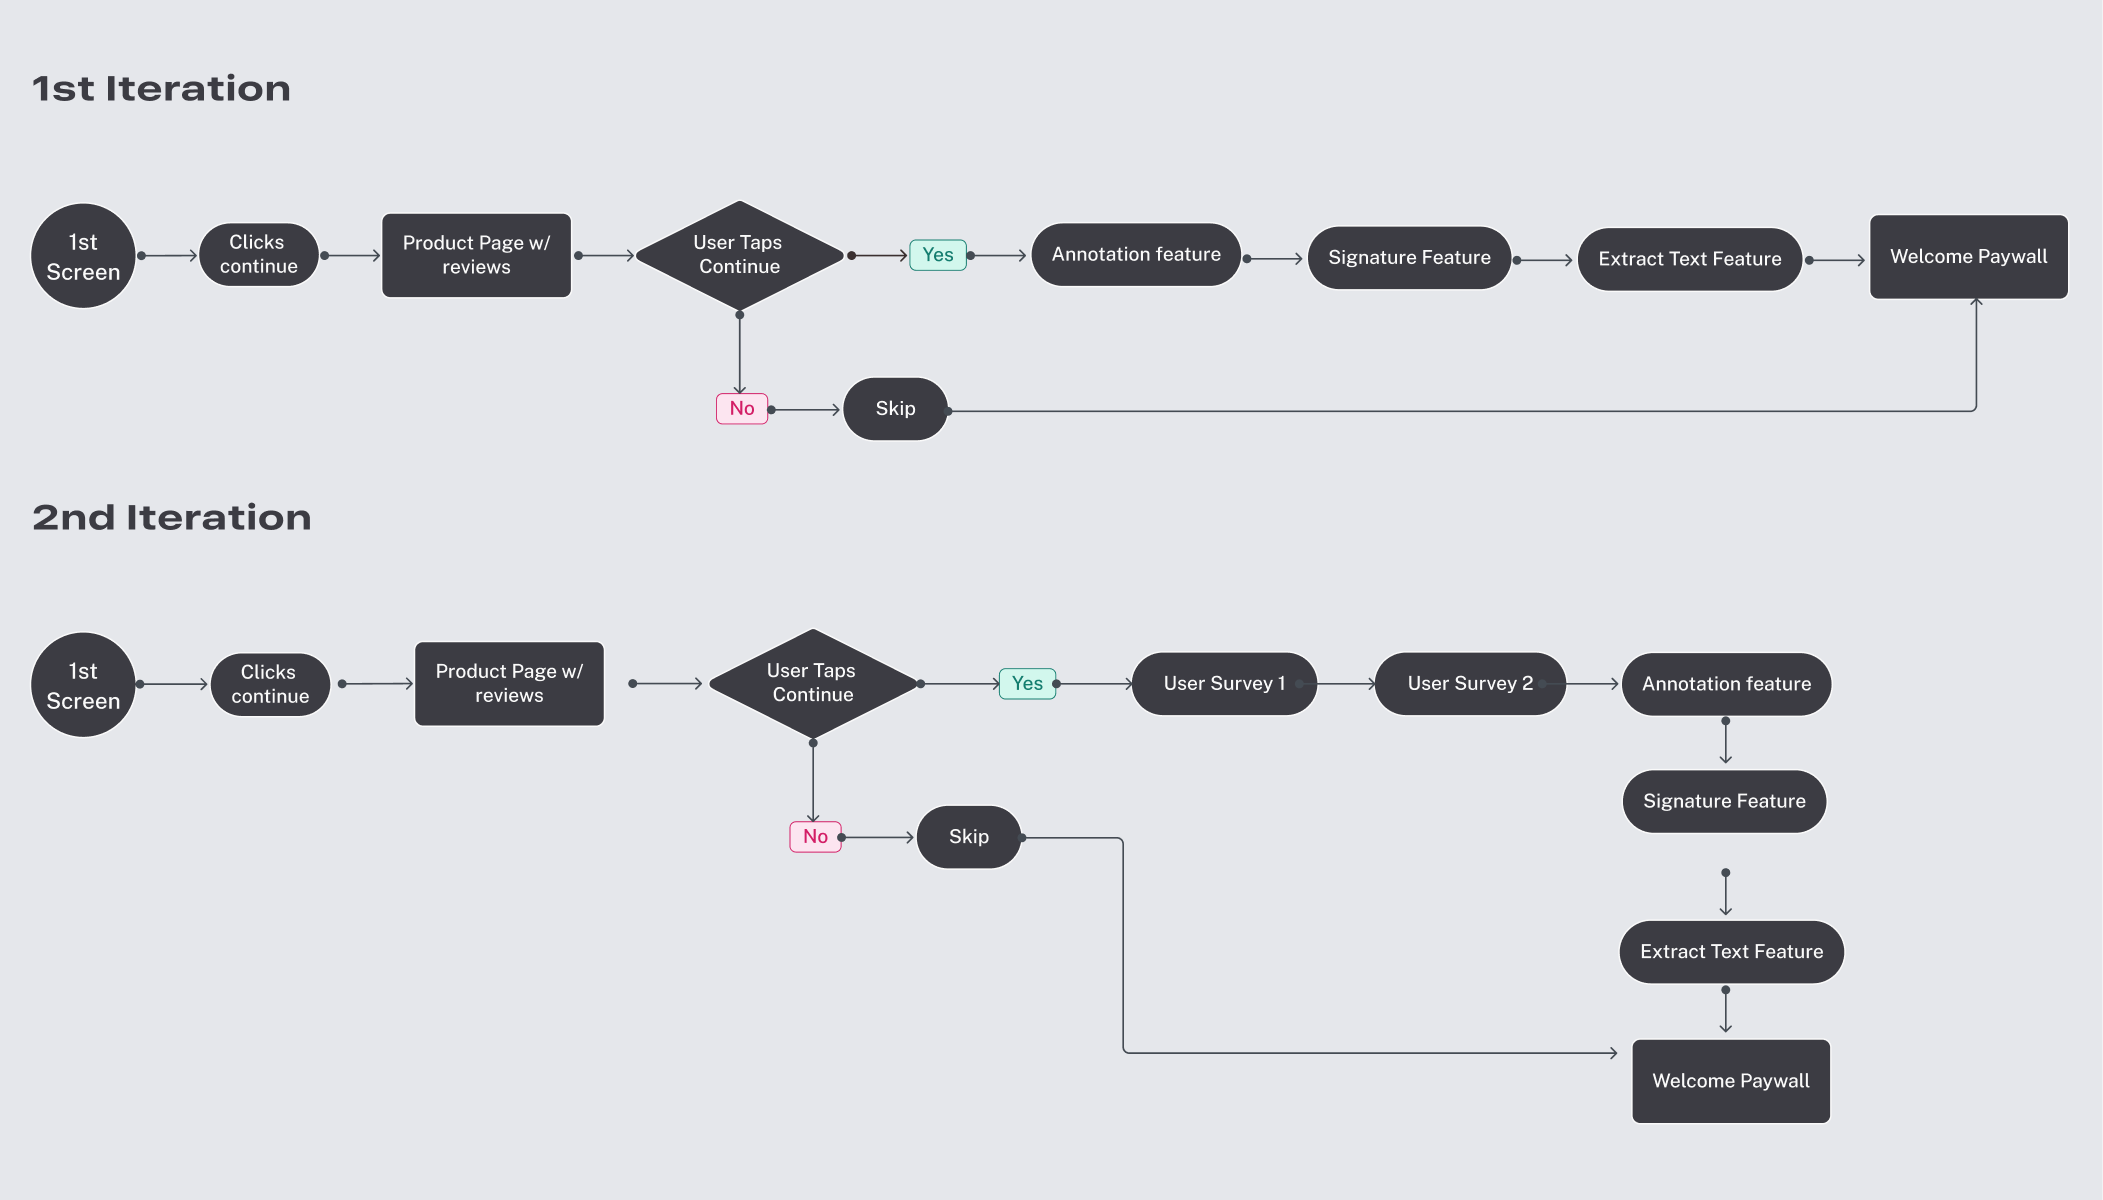 1st Iteration
1st
Screen
Clicks
continue
Product Page w/
reviews
User Taps
Continue
Yes
Annotation feature
Signature Feature
Extract Text Feature
Welcome Paywall
No
Skip
2nd Iteration
1st
Screen
Clicks
continue
Product Page w/
reviews
User Taps
Continue
Yes
User Survey 1
User Survey 2
Annotation feature
Signature Feature
No
Skip
Extract Text Feature
Welcome Paywall